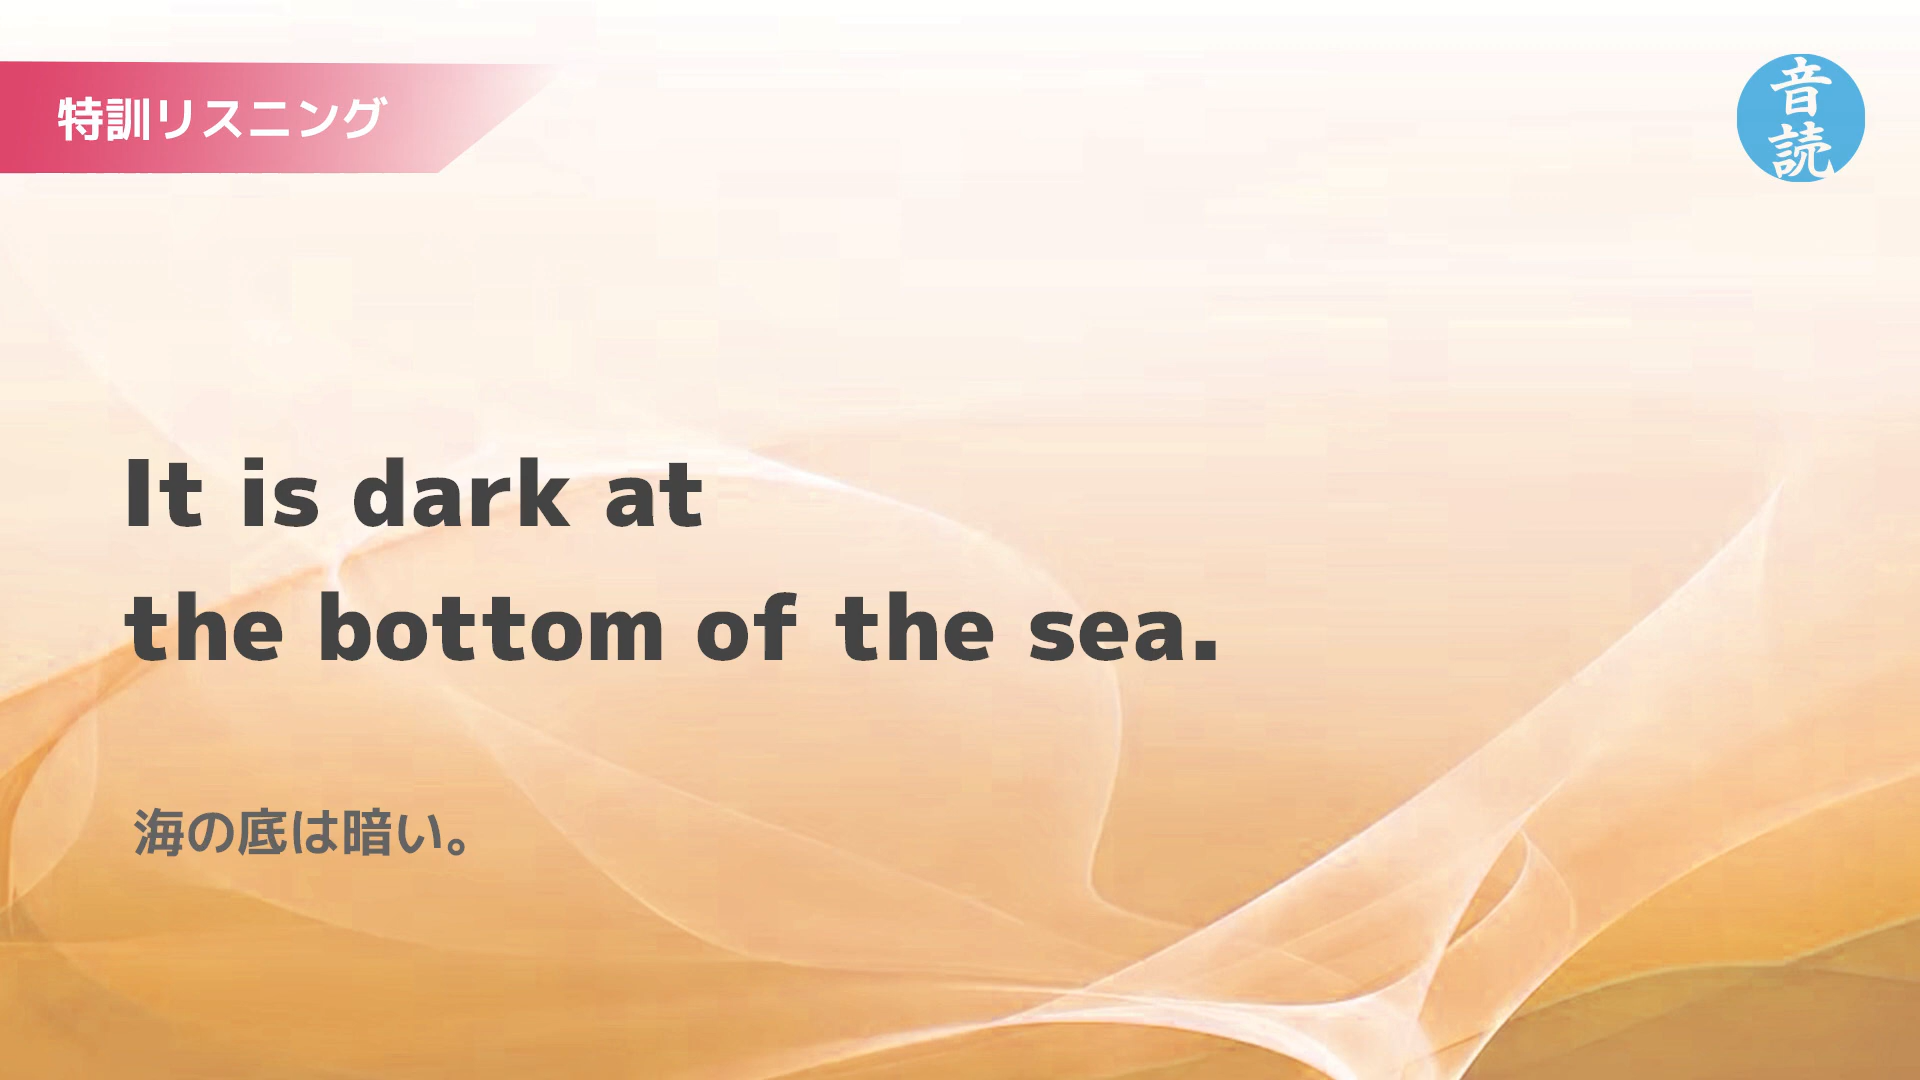 特訓リスニング
音
読
It is dark at
the bottom of the sea.
海の底は暗い。